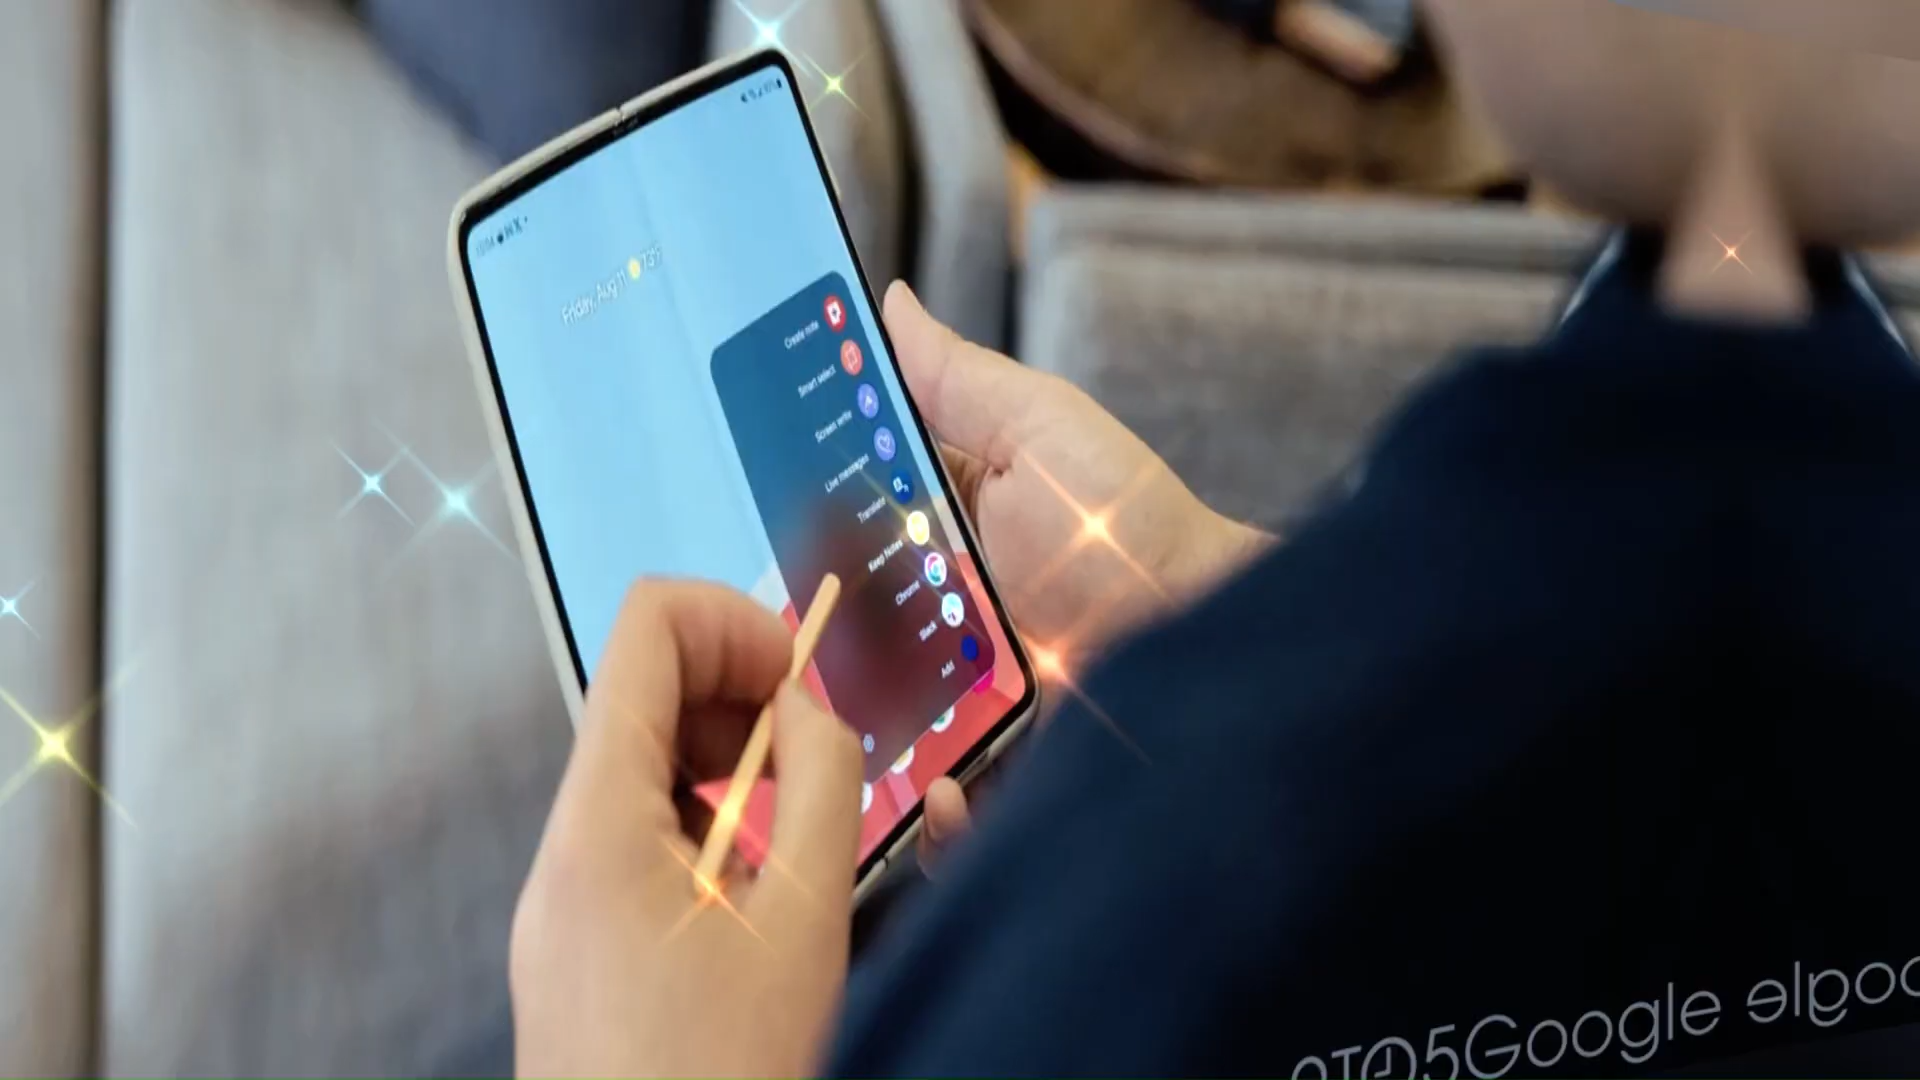 Friday, Aug 11 73°F
Create note
Smart select
Screen write
Live messages
Translate
Keep Notes
Chrome
Slack
Add
9TO5Google